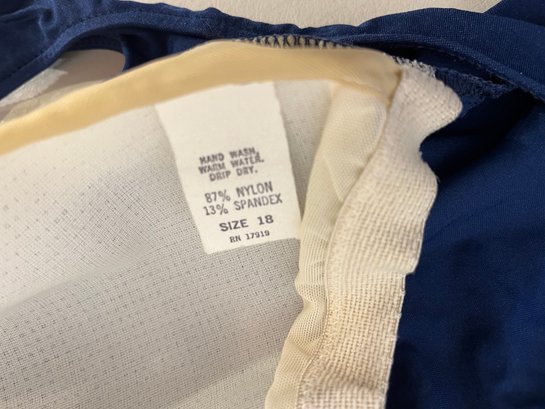 HAND WASH,
WARM WATER,
DRIP DRY.
87% NYLON
13% SPANDEX
SIZE 18
RN 17919